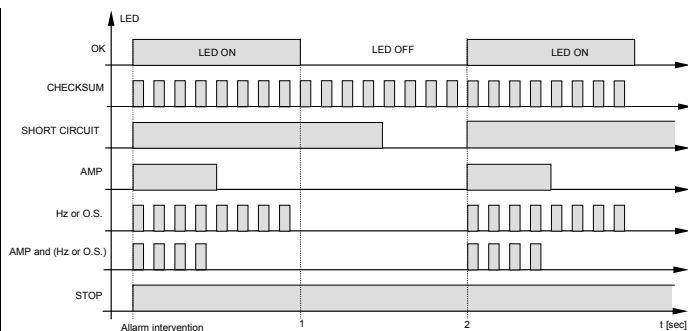 LED
OK
LED ON
LED OFF
LED ON
CHECKSUM
SHORT CIRCUIT
AMP
Hz or O.S.
AMP and (Hz or O.S.)
STOP
Allarm intervention
1
2
t [sec]